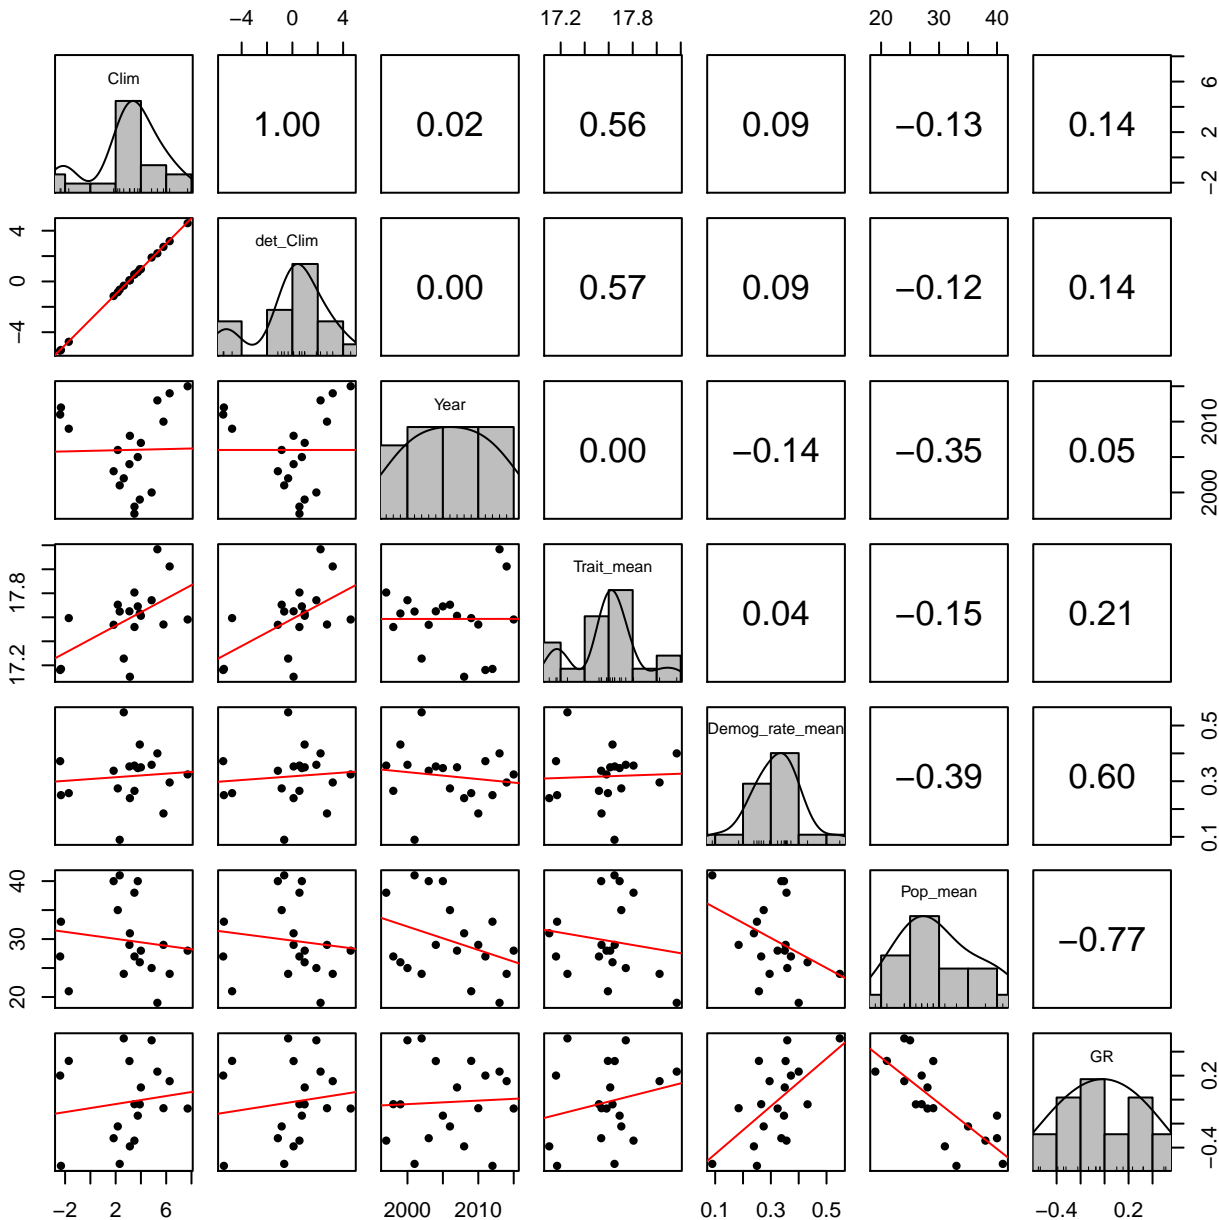 −4 0 4 17.2 17.8 20 30 40
Clim 1.00 0.02 0.56 0.09 −0.13 0.14 −2 2 6
−4 0 4 det_Clim 0.00 0.57 0.09 −0.12 0.14
Year 0.00 −0.14 −0.35 0.05 2000 2010
17.2 17.8 Trait_mean 0.04 −0.15 0.21
Demog_rate_mean −0.39 0.60 0.1 0.3 0.5
20 30 40 Pop_mean −0.77
GR −0.4 0.2
−2 2 6 2000 2010 0.1 0.3 0.5 −0.4 0.2